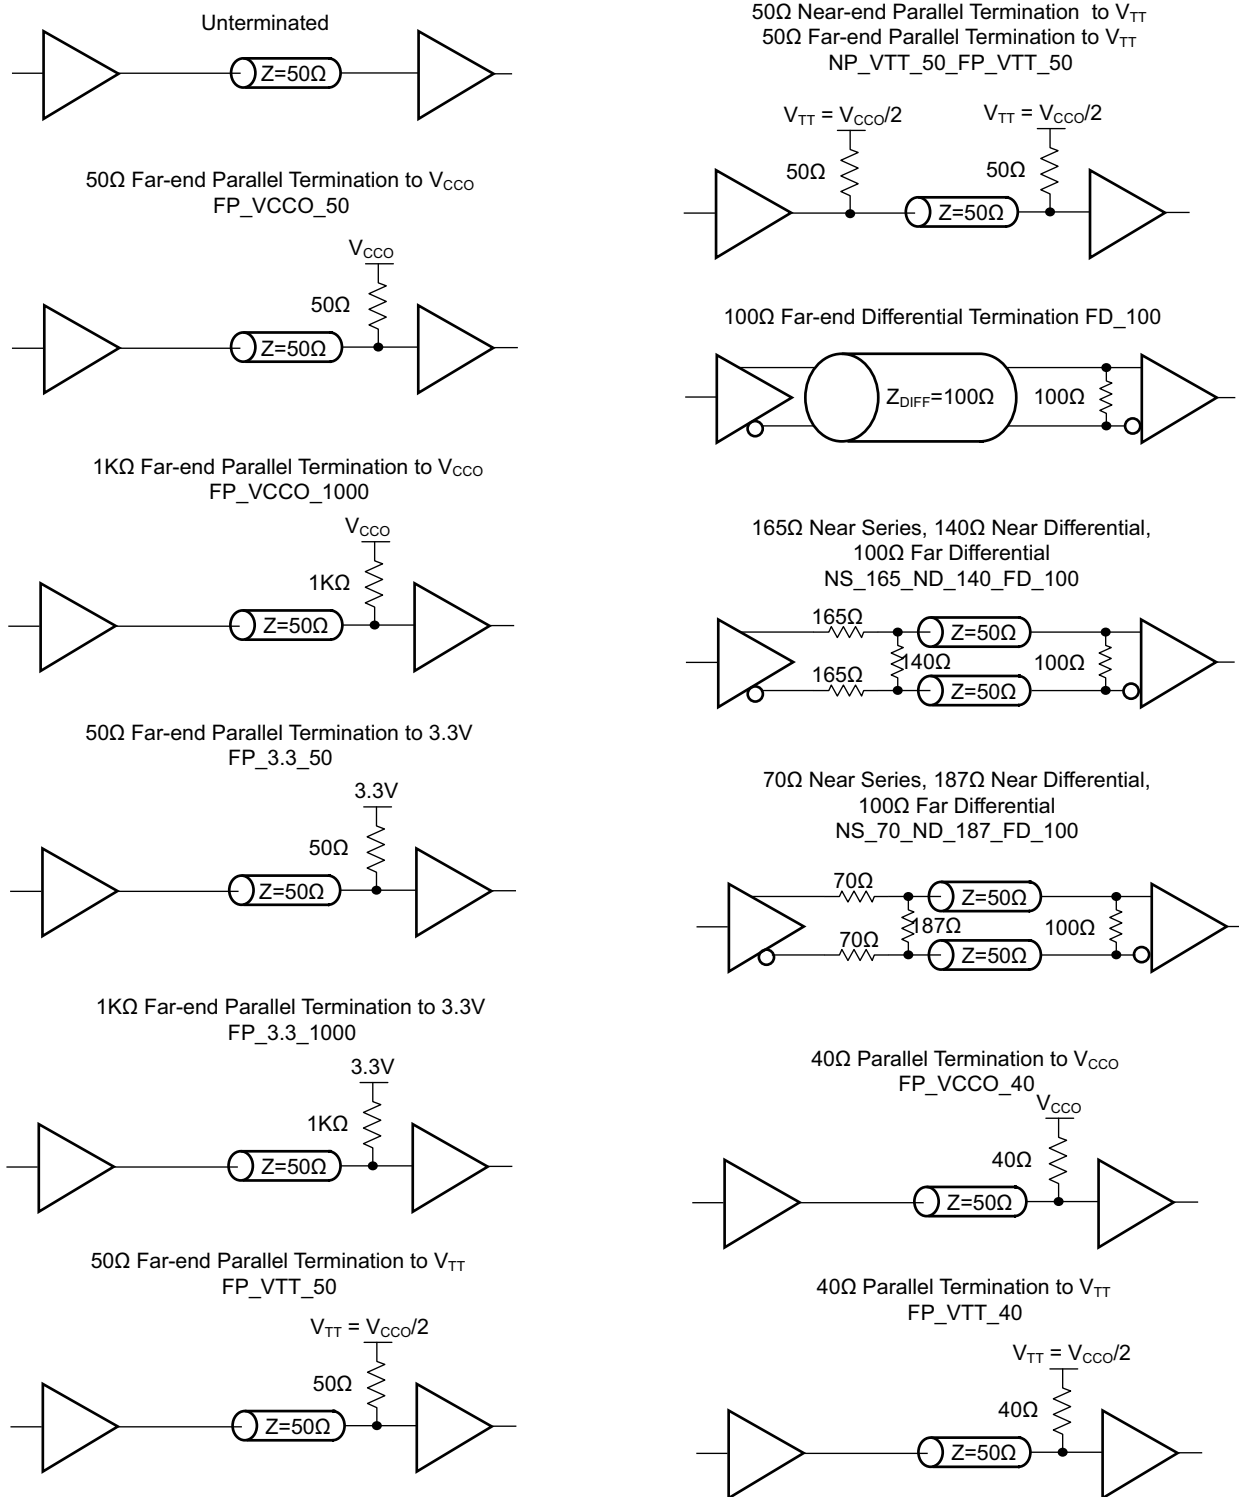 Unterminated
Z=50Ω
50Ω Far-end Parallel Termination to VCCO
FP_VCCO_50
VCCO
50Ω
Z=50Ω
1KΩ Far-end Parallel Termination to VCCO
FP_VCCO_1000
VCCO
1KΩ
Z=50Ω
50Ω Far-end Parallel Termination to 3.3V
FP_3.3_50
3.3V
50Ω
Z=50Ω
1KΩ Far-end Parallel Termination to 3.3V
FP_3.3_1000
3.3V
1KΩ
Z=50Ω
50Ω Far-end Parallel Termination to VTT
FP_VTT_50
VTT = VCCO/2
50Ω
Z=50Ω
50Ω Near-end Parallel Termination to VTT
50Ω Far-end Parallel Termination to VTT
NP_VTT_50_FP_VTT_50
VTT = VCCO/2 VTT = VCCO/2
50Ω 50Ω
Z=50Ω
100Ω Far-end Differential Termination FD_100
ZDIFF=100Ω 100Ω
165Ω Near Series, 140Ω Near Differential,
100Ω Far Differential
NS_165_ND_140_FD_100
165Ω Z=50Ω
140Ω 100Ω
165Ω Z=50Ω
70Ω Near Series, 187Ω Near Differential,
100Ω Far Differential
NS_70_ND_187_FD_100
70Ω Z=50Ω
187Ω 100Ω
70Ω Z=50Ω
40Ω Parallel Termination to VCCO
FP_VCCO_40
VCCO
40Ω
Z=50Ω
40Ω Parallel Termination to VTT
FP_VTT_40
VTT = VCCO/2
40Ω
Z=50Ω